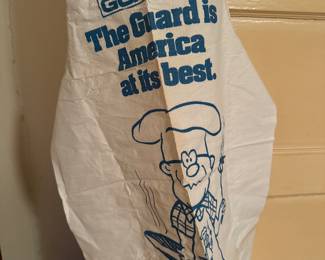 The Guard is
America
at its best.